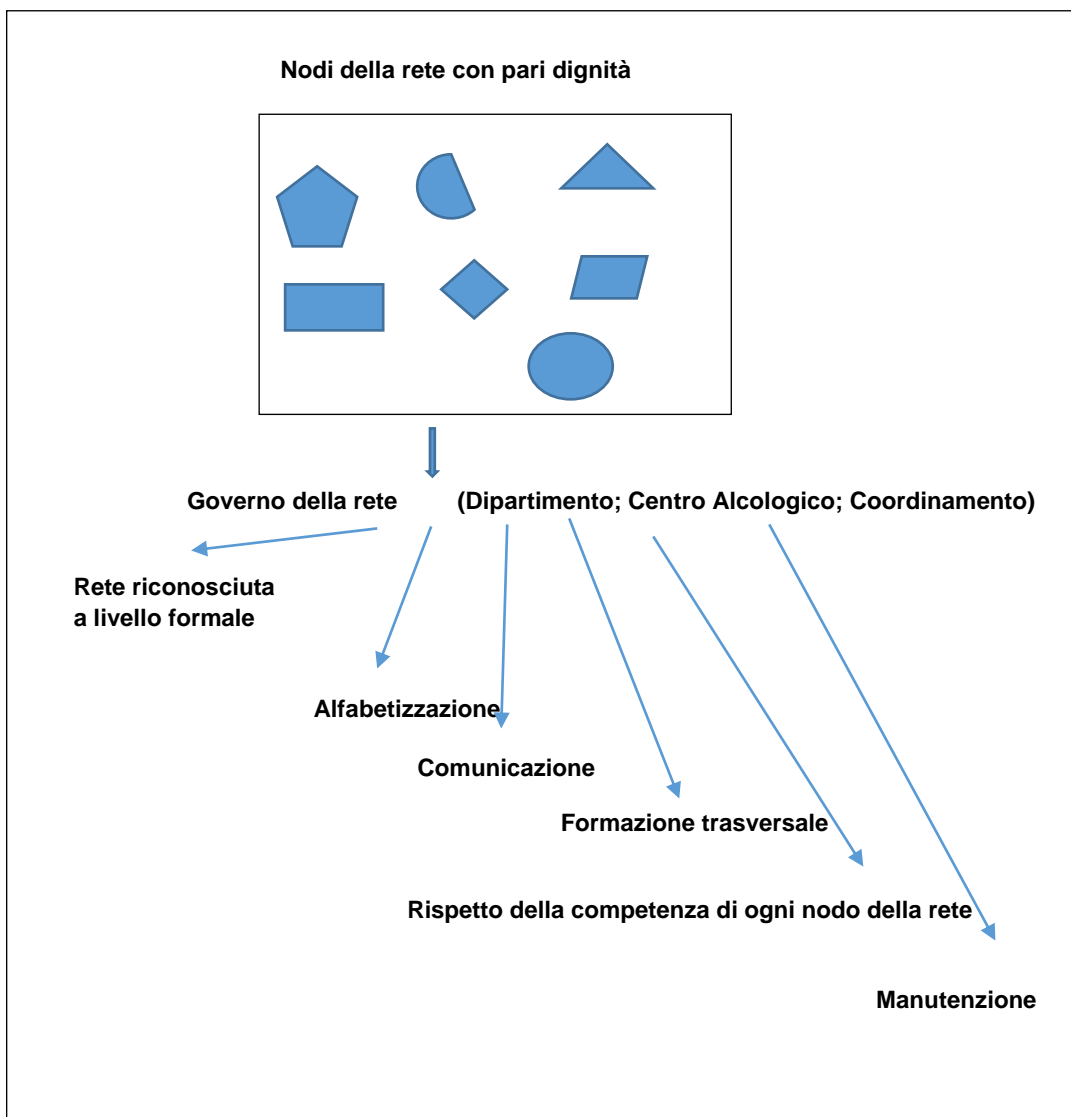 Nodi della rete con pari dignità
Governo della rete (Dipartimento; Centro Alcologico; Coordinamento)
Rete riconosciuta
a livello formale
Alfabetizzazione
Comunicazione
Formazione trasversale
Rispetto della competenza di ogni nodo della rete
Manutenzione